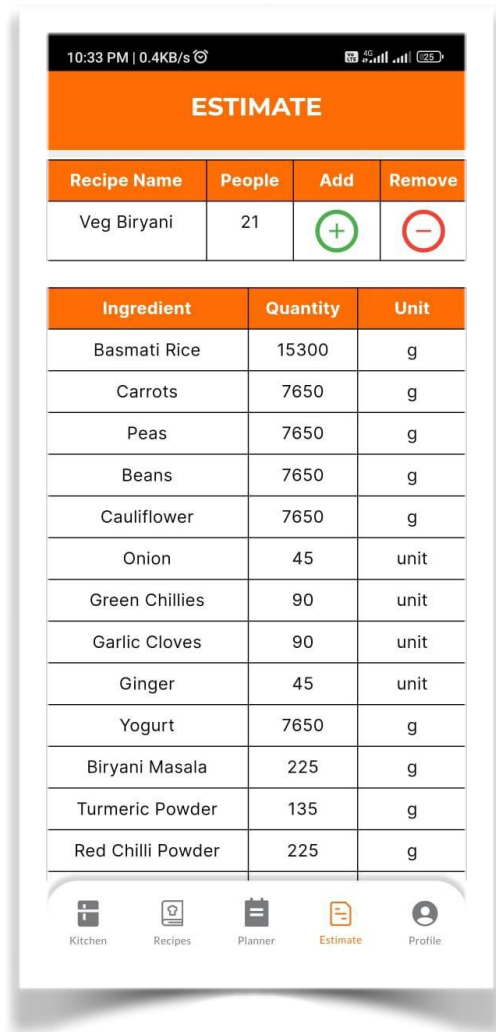 10:33 PM | 0.4KB/s
4G
25
ESTIMATE
Recipe Name People Add Remove
Veg Biryani 21
Ingredient Quantity Unit
Basmati Rice 15300 g
Carrots 7650 g
Peas 7650 g
Beans 7650 g
Cauliflower 7650 g
Onion 45 unit
Green Chillies 90 unit
Garlic Cloves 90 unit
Ginger 45 unit
Yogurt 7650 g
Biryani Masala 225 g
Turmeric Powder 135 g
Red Chilli Powder 225 g
Kitchen Recipes Planner Estimate Profile